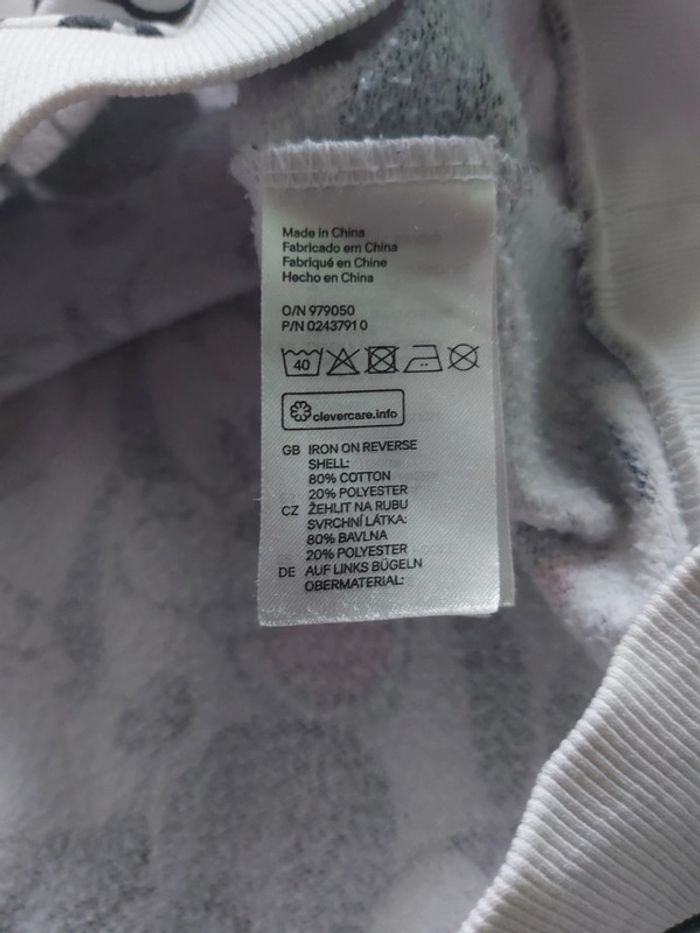 Made in China
Fabricado em China
Fabriqué en Chine
Hecho en China
O/N 979050
P/N 0243791 0
40
clevercare.info
GB IRON ON REVERSE
SHELL:
80% COTTON
20% POLYESTER
CZ ŽEHLIT NA RUBU
SVRCHNÍ LÁTKA:
80% BAVLNA
20% POLYESTER
DE AUF LINKS BÜGELN
OBERMATERIAL: